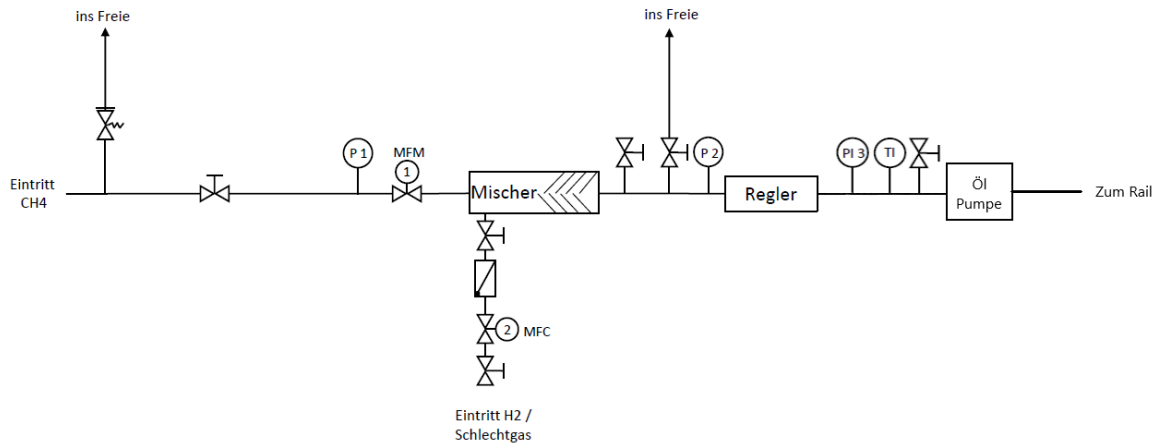 ins Freie
ins Freie
P 1
MFM
1
P 2
PI 3
TI
Eintritt
CH4
Mischer
Regler
Öl
Pumpe
Zum Rail
2
MFC
Eintritt H2 /
Schlechtgas